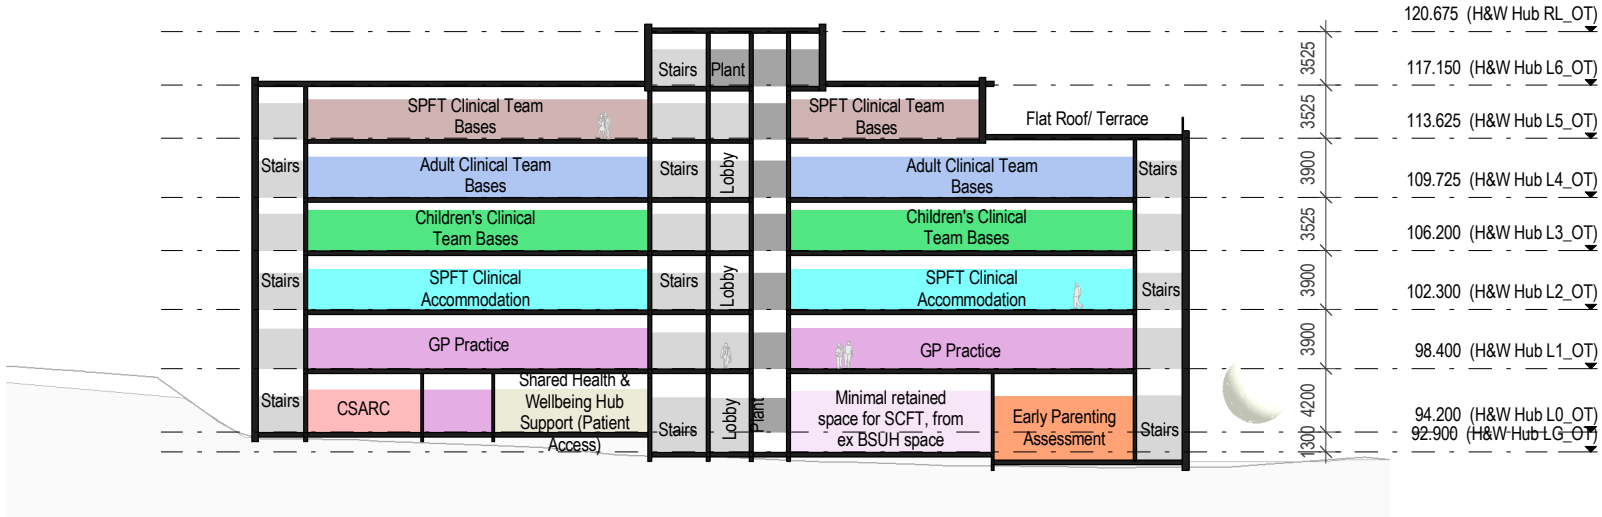 120.675 (H&W Hub RL_OT)
3525
Stairs Plant
117.150 (H&W Hub L6_OT)
SPFT Clinical Team
Bases
SPFT Clinical Team
Bases
Flat Roof/ Terrace
3525
113.625 (H&W Hub L5_OT)
Stairs
Adult Clinical Team
Bases
Stairs
Lobby
Adult Clinical Team
Bases
Stairs
3900
109.725 (H&W Hub L4_OT)
Children's Clinical
Team Bases
Children's Clinical
Team Bases
3525
106.200 (H&W Hub L3_OT)
Stairs
SPFT Clinical
Accommodation
Stairs
Lobby
SPFT Clinical
Accommodation
Stairs
3900
102.300 (H&W Hub L2_OT)
GP Practice
GP Practice
3900
98.400 (H&W Hub L1_OT)
Stairs
CSARC
Shared Health &
Wellbeing Hub
Support (Patient
Access)
Stairs
Lobby
Plant
Minimal retained
space for SCFT, from
ex BSUH space
Early Parenting
Assessment
Stairs
4200
94.200 (H&W Hub L0_OT)
1300
92.900 (H&W Hub LG_OT)